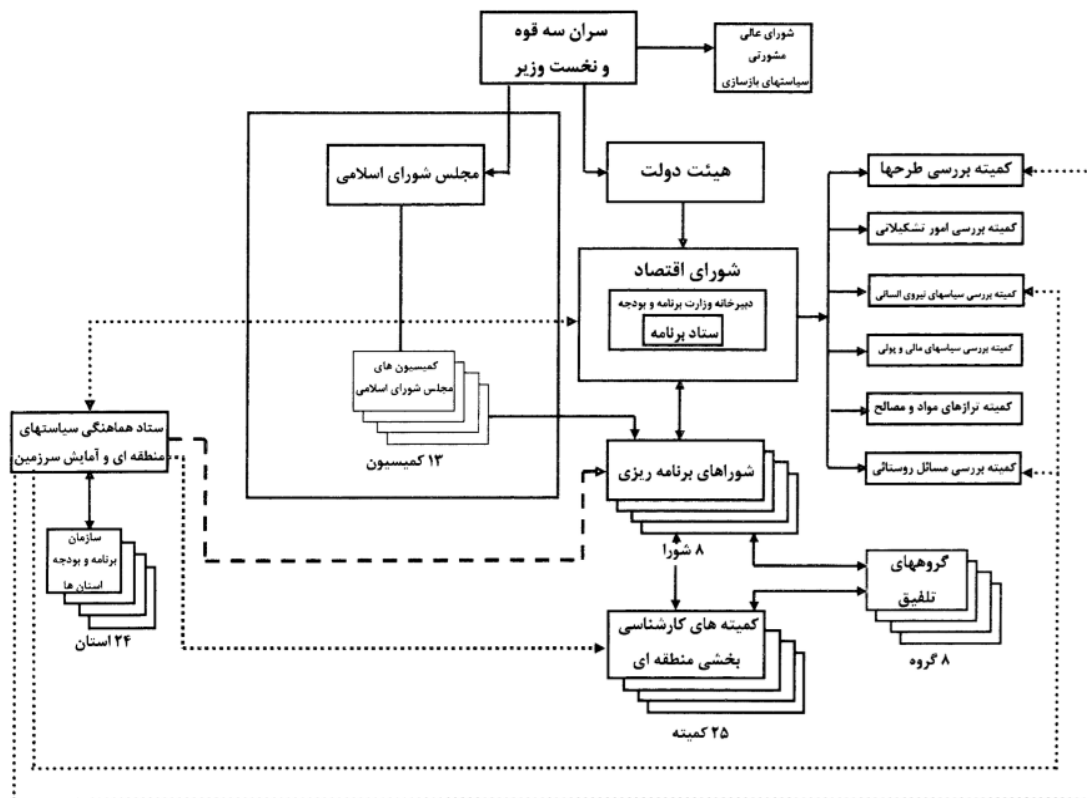 سران سه قوه
و نخست وزیر
شورای عالی
مشورتی
سیاستهای بازسازی
مجلس شورای اسلامی
هیئت دولت
کمیته بررسی طرحها
کمیته بررسی امور تشکیلاتی
کمیته بررسی سیاسهای نیروی انسانی
کمیته بررسی سیاسهای مالی و پولی
کمیته ترازهای مواد و مصالح
کمیته بررسی مسائل روستائی
شورای اقتصاد
دبیرخانه وزارت برنامه و بودجه
ستاد برنامه
کمیسیون های
مجلس شورای اسلامی
۱۳ کمیسیون
ستاد هماهنگی سیاستهای
منطقه ای و آمایش سرزمین
سازمان
برنامه و بودجه
استان ها
۲۴ استان
شوراهای برنامه ریزی
۸ شورا
گروههای
تلفیق
۸ گروه
کمیته های کارشناسی
بخشی منطقه ای
۲۵ کمیته